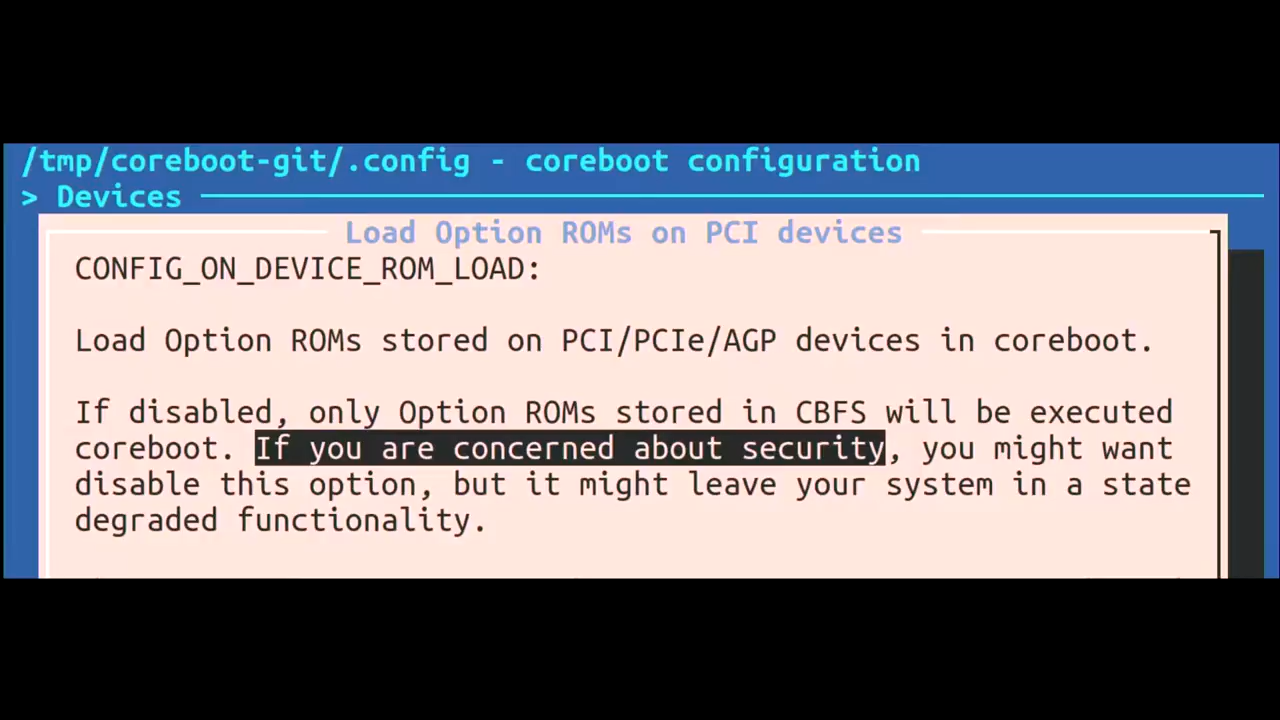 /tmp/coreboot-git/.config - coreboot configuration
> Devices
Load Option ROMs on PCI devices
CONFIG_ON_DEVICE_ROM_LOAD:
Load Option ROMs stored on PCI/PCIe/AGP devices in coreboot.
If disabled, only Option ROMs stored in CBFS will be executed
coreboot. If you are concerned about security, you might want
disable this option, but it might leave your system in a state
degraded functionality.